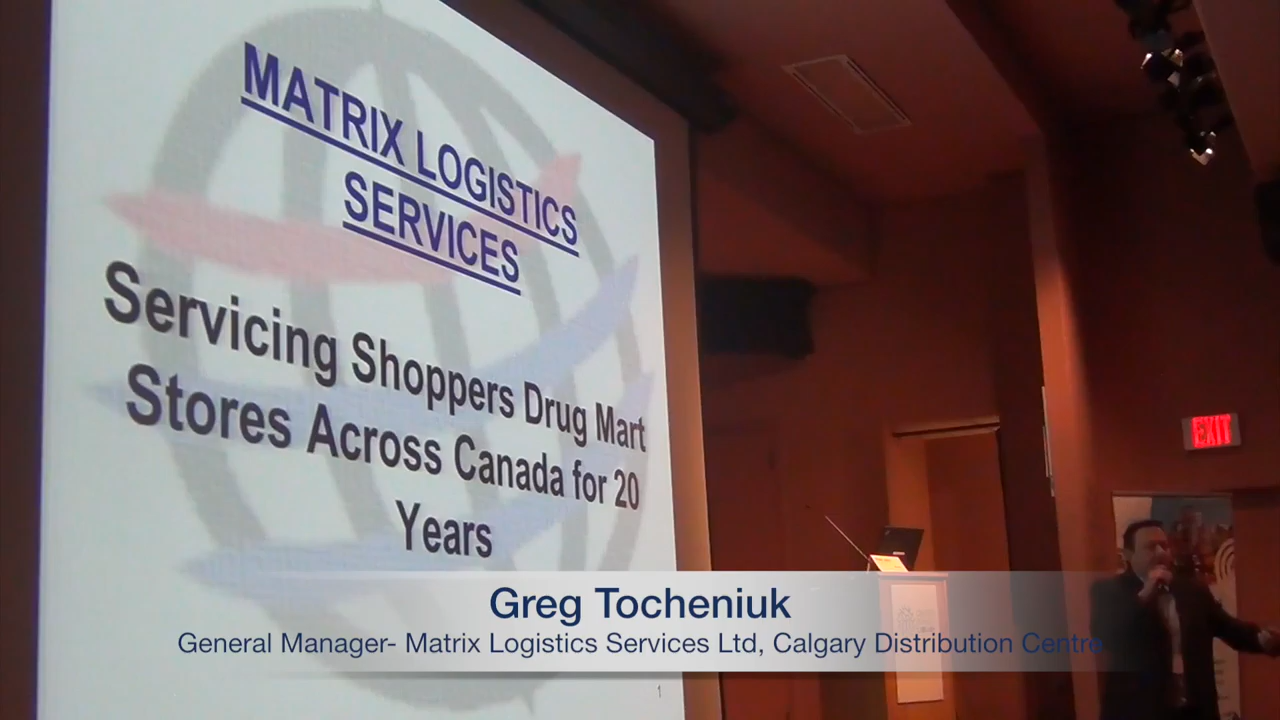 MATRIX LOGISTICS
SERVICES
Servicing Shoppers Drug Mart
Stores Across Canada for 20
Years
1
EXIT
Greg Tocheniuk
General Manager- Matrix Logistics Services Ltd, Calgary Distribution Centre